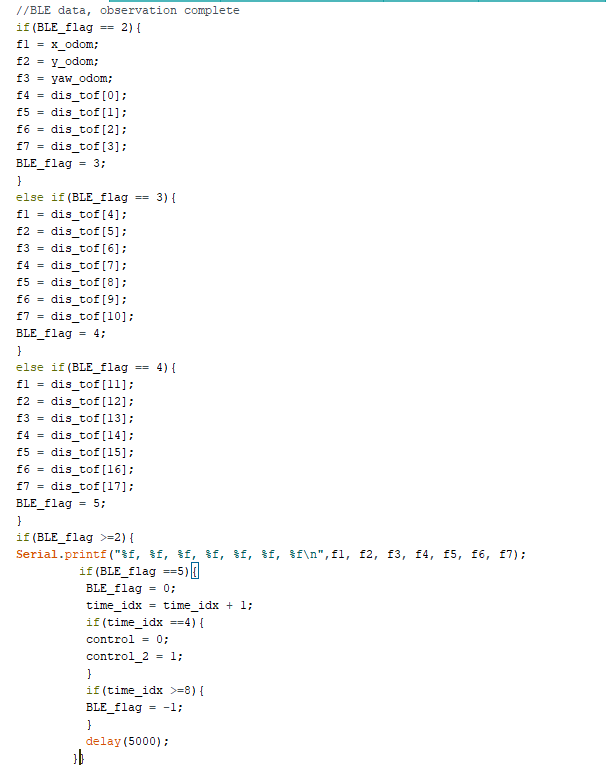 //BLE data, observation complete
if(BLE_flag == 2){
f1 = x_odom;
f2 = y_odom;
f3 = yaw_odom;
f4 = dis_tof[0];
f5 = dis_tof[1];
f6 = dis_tof[2];
f7 = dis_tof[3];
BLE_flag = 3;
}
else if(BLE_flag == 3){
f1 = dis_tof[4];
f2 = dis_tof[5];
f3 = dis_tof[6];
f4 = dis_tof[7];
f5 = dis_tof[8];
f6 = dis_tof[9];
f7 = dis_tof[10];
BLE_flag = 4;
}
else if(BLE_flag == 4){
f1 = dis_tof[11];
f2 = dis_tof[12];
f3 = dis_tof[13];
f4 = dis_tof[14];
f5 = dis_tof[15];
f6 = dis_tof[16];
f7 = dis_tof[17];
BLE_flag = 5;
}
if(BLE_flag >=2){
Serial.printf("%f, %f, %f, %f, %f, %f, %f\n",f1, f2, f3, f4, f5, f6, f7);
if(BLE_flag ==5){
BLE_flag = 0;
time_idx = time_idx + 1;
if(time_idx ==4){
control = 0;
control_2 = 1;
}
if(time_idx >=8){
BLE_flag = -1;
}
delay(5000);
}}